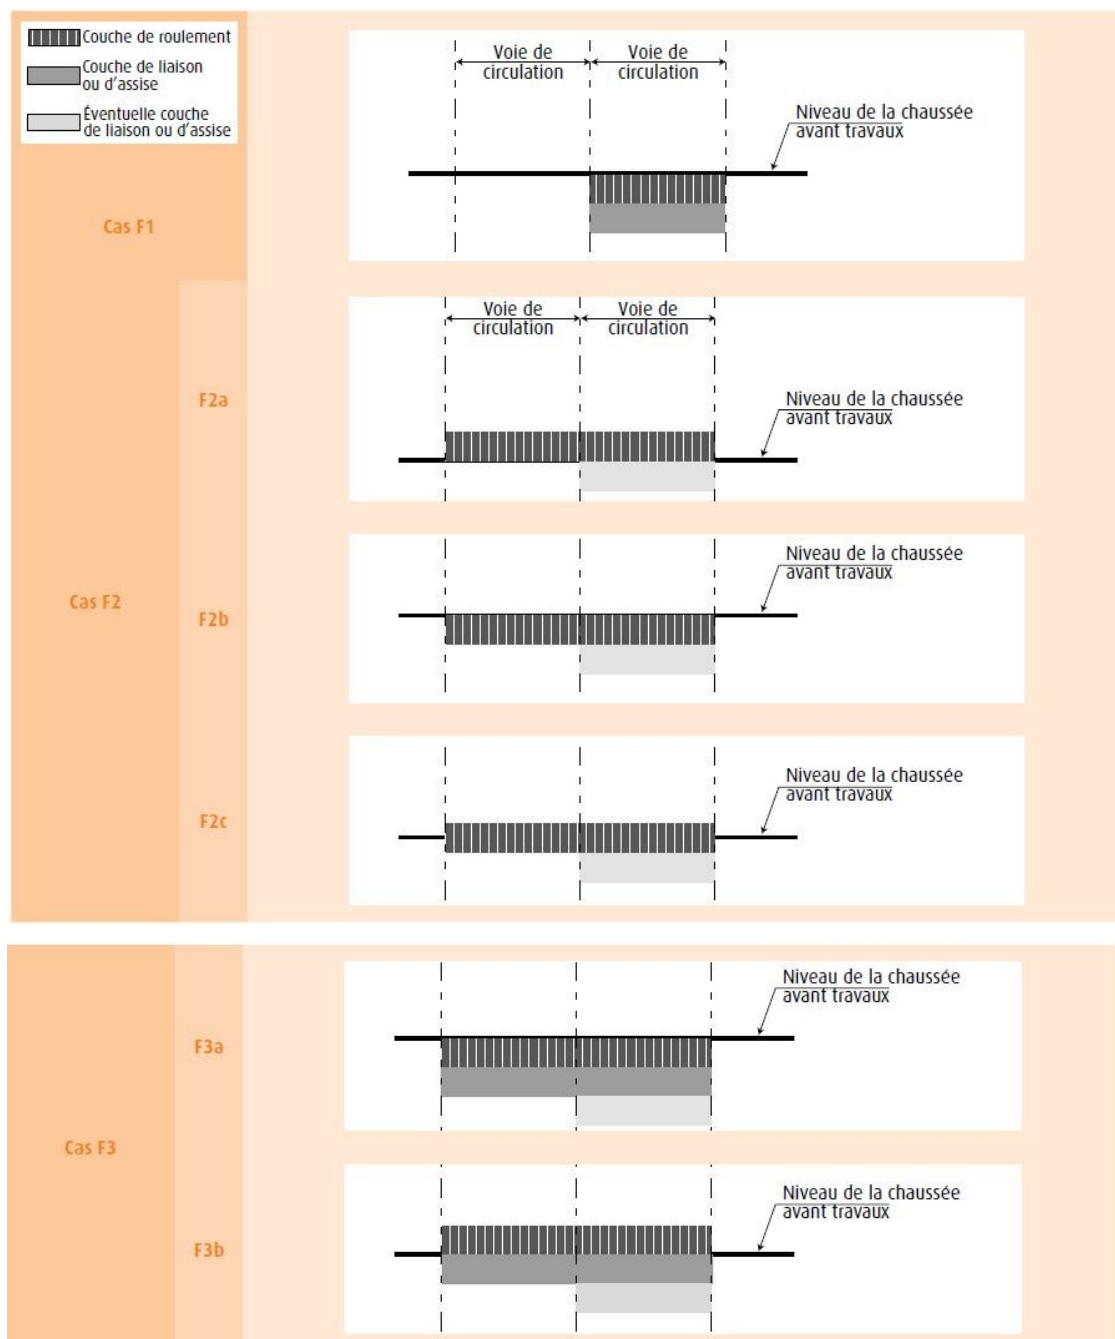 Couche de roulement
Couche de liaison
ou d'assise
Éventuelle couche
de liaison ou d'assise
Voie de
circulation
Voie de
circulation
Niveau de la chaussée
avant travaux
Cas F1
Voie de
circulation
Voie de
circulation
F2a
Niveau de la chaussée
avant travaux
Cas F2
F2b
Niveau de la chaussée
avant travaux
F2c
Niveau de la chaussée
avant travaux
F3a
Niveau de la chaussée
avant travaux
Cas F3
F3b
Niveau de la chaussée
avant travaux